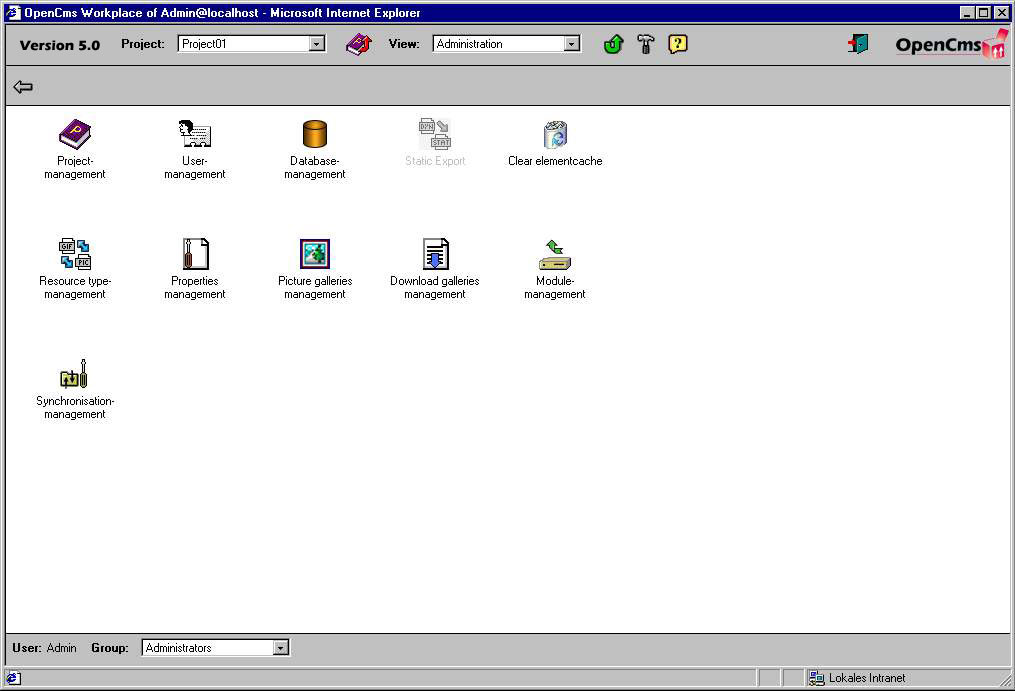 OpenCms Workplace of Admin@localhost - Microsoft Internet Explorer
Version 5.0 Project: Project01 View: Administration OpenCms
Project-
management
User-
management
Database-
management
Static Export
Clear elementcache
Resource type-
management
Properties
management
Picture galleries
management
Download galleries
management
Module-
management
Synchronisation-
management
User: Admin Group: Administrators
Lokales Intranet